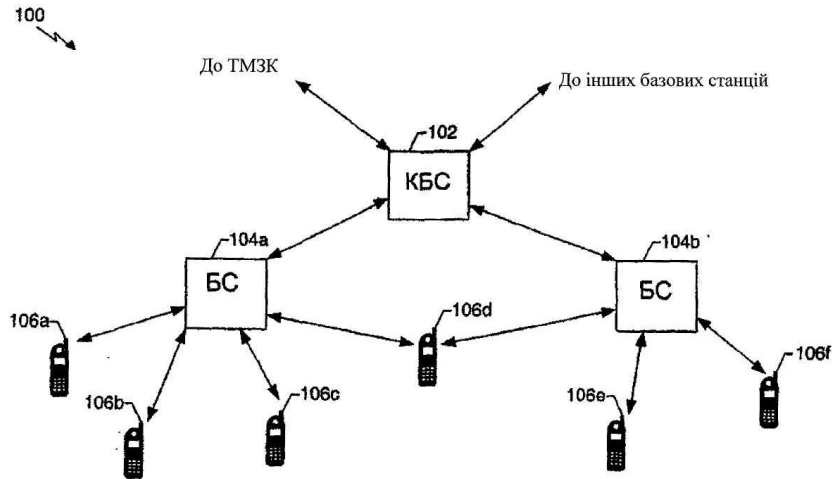 100
До ТМЗК
До інших базових станцій
102
КБС
104a
БС
104b
БС
106a
106d
106f
106b
106c
106e